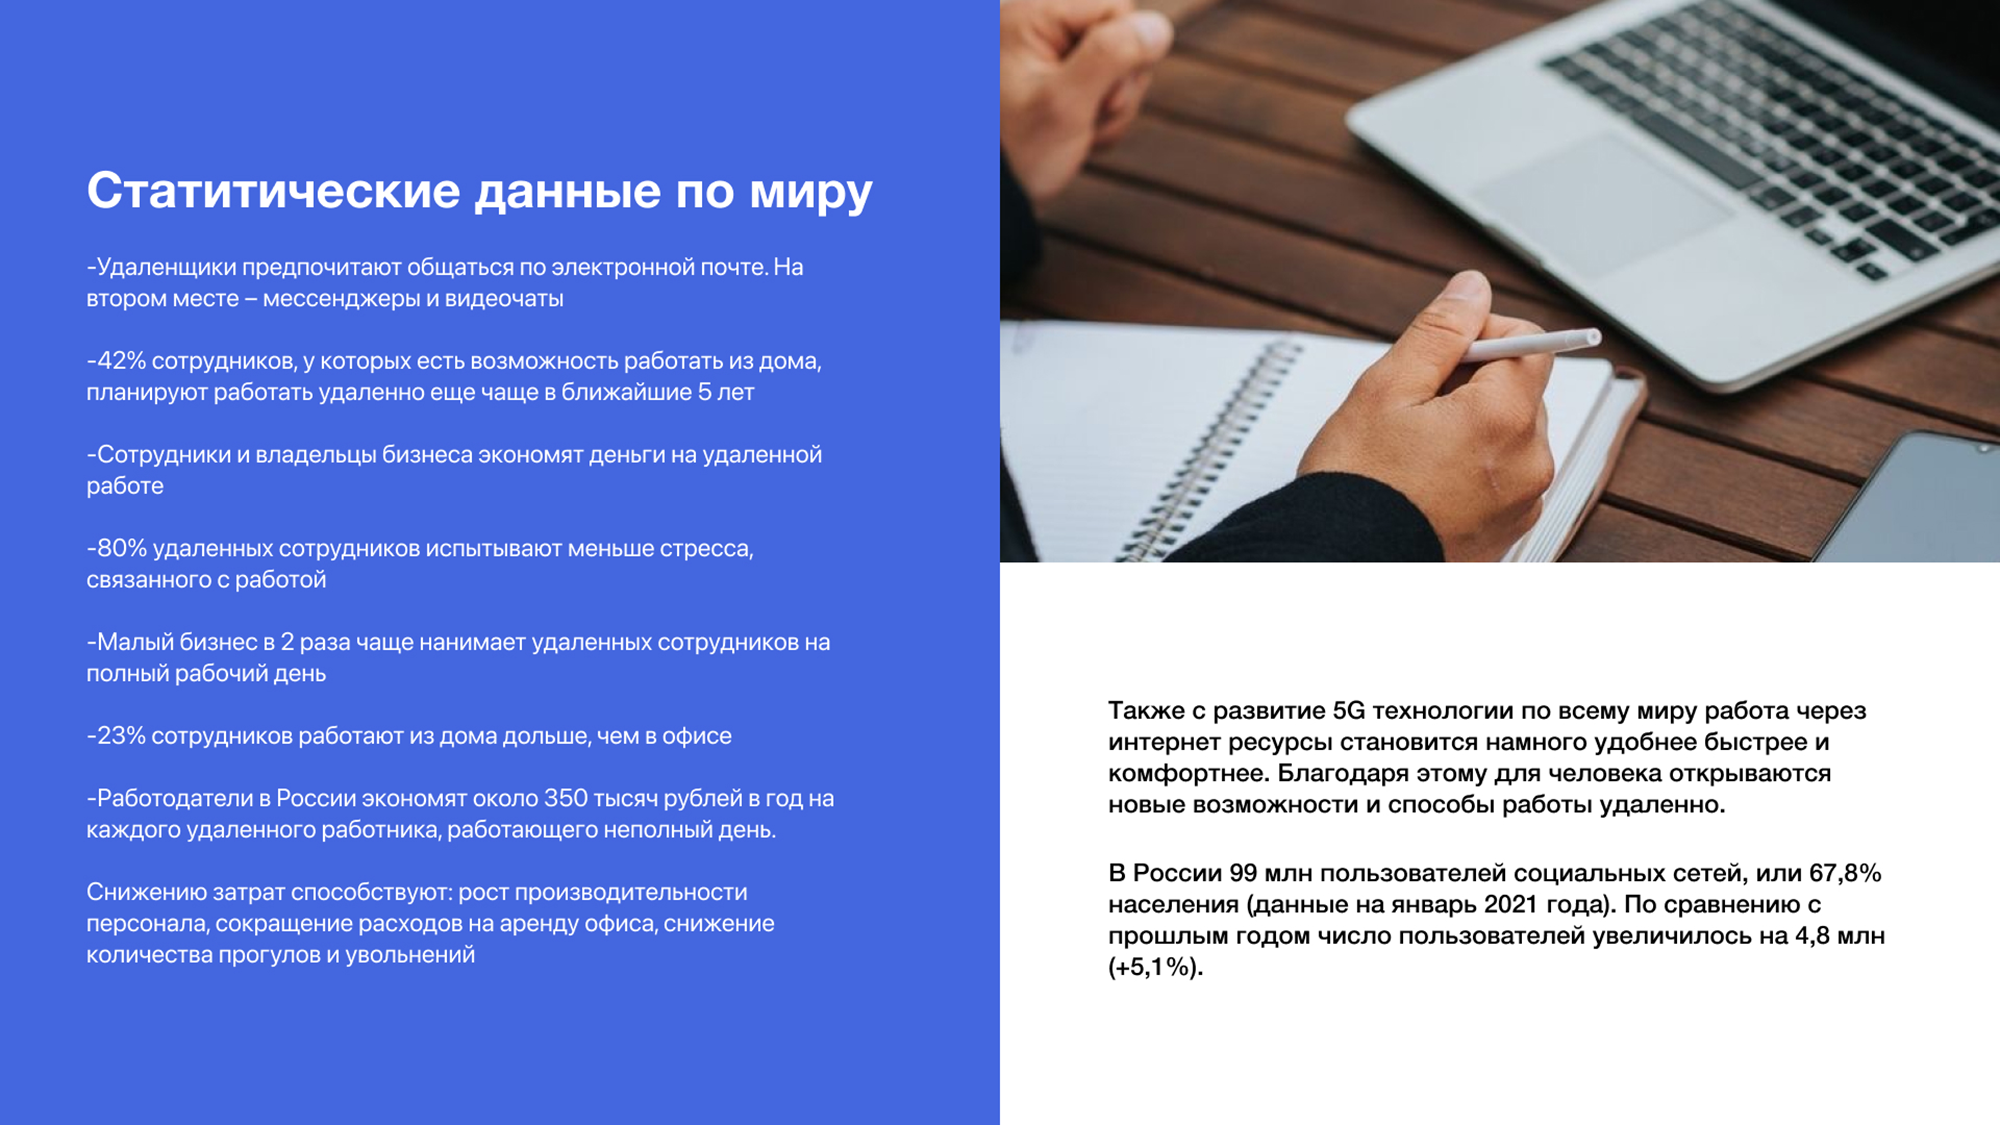 Статитические данные по миру
-Удаленщики предпочитают общаться по электронной почте. На
втором месте – мессенджеры и видеочаты
-42% сотрудников, у которых есть возможность работать из дома,
планируют работать удаленно еще чаще в ближайшие 5 лет
-Сотрудники и владельцы бизнеса экономят деньги на удаленной
работе
-80% удаленных сотрудников испытывают меньше стресса,
связанного с работой
-Малый бизнес в 2 раза чаще нанимает удаленных сотрудников на
полный рабочий день
-23% сотрудников работают из дома дольше, чем в офисе
-Работодатели в России экономят около 350 тысяч рублей в год на
каждого удаленного работника, работающего неполный день.
Снижению затрат способствуют: рост производительности
персонала, сокращение расходов на аренду офиса, снижение
количества прогулов и увольнений
Также с развитие 5G технологии по всему миру работа через
интернет ресурсы становится намного удобнее быстрее и
комфортнее. Благодаря этому для человека открываются
новые возможности и способы работы удаленно.
В России 99 млн пользователей социальных сетей, или 67,8%
населения (данные на январь 2021 года). По сравнению с
прошлым годом число пользователей увеличилось на 4,8 млн
(+5,1%).